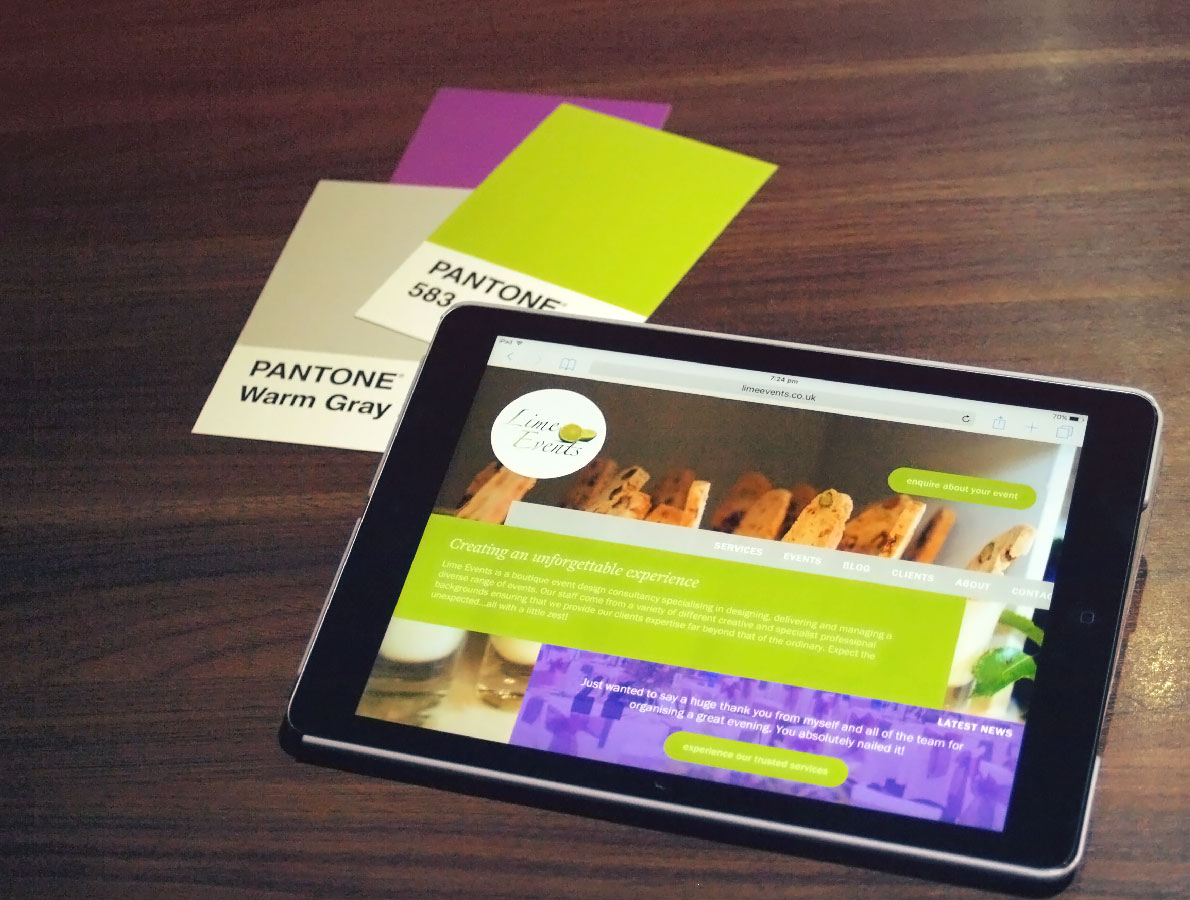 PANTONE®
583
PANTONE®
Warm Gray
iPad
7:24 pm
70%
limeevents.co.uk
Lime
Events
enquire about your event
SERVICES EVENTS BLOG CLIENTS ABOUT CONTAC
Creating an unforgettable experience
Lime Events is a boutique event design consultancy specialising in designing, delivering and managing a
diverse range of events. Our staff come from a variety of different creative and specialist professional
backgrounds ensuring that we provide our clients expertise far beyond that of the ordinary. Expect the
unexpected...all with a little zest!
LATEST NEWS
Just wanted to say a huge thank you from myself and all of the team for
organising a great evening. You absolutely nailed it!
experience our trusted services